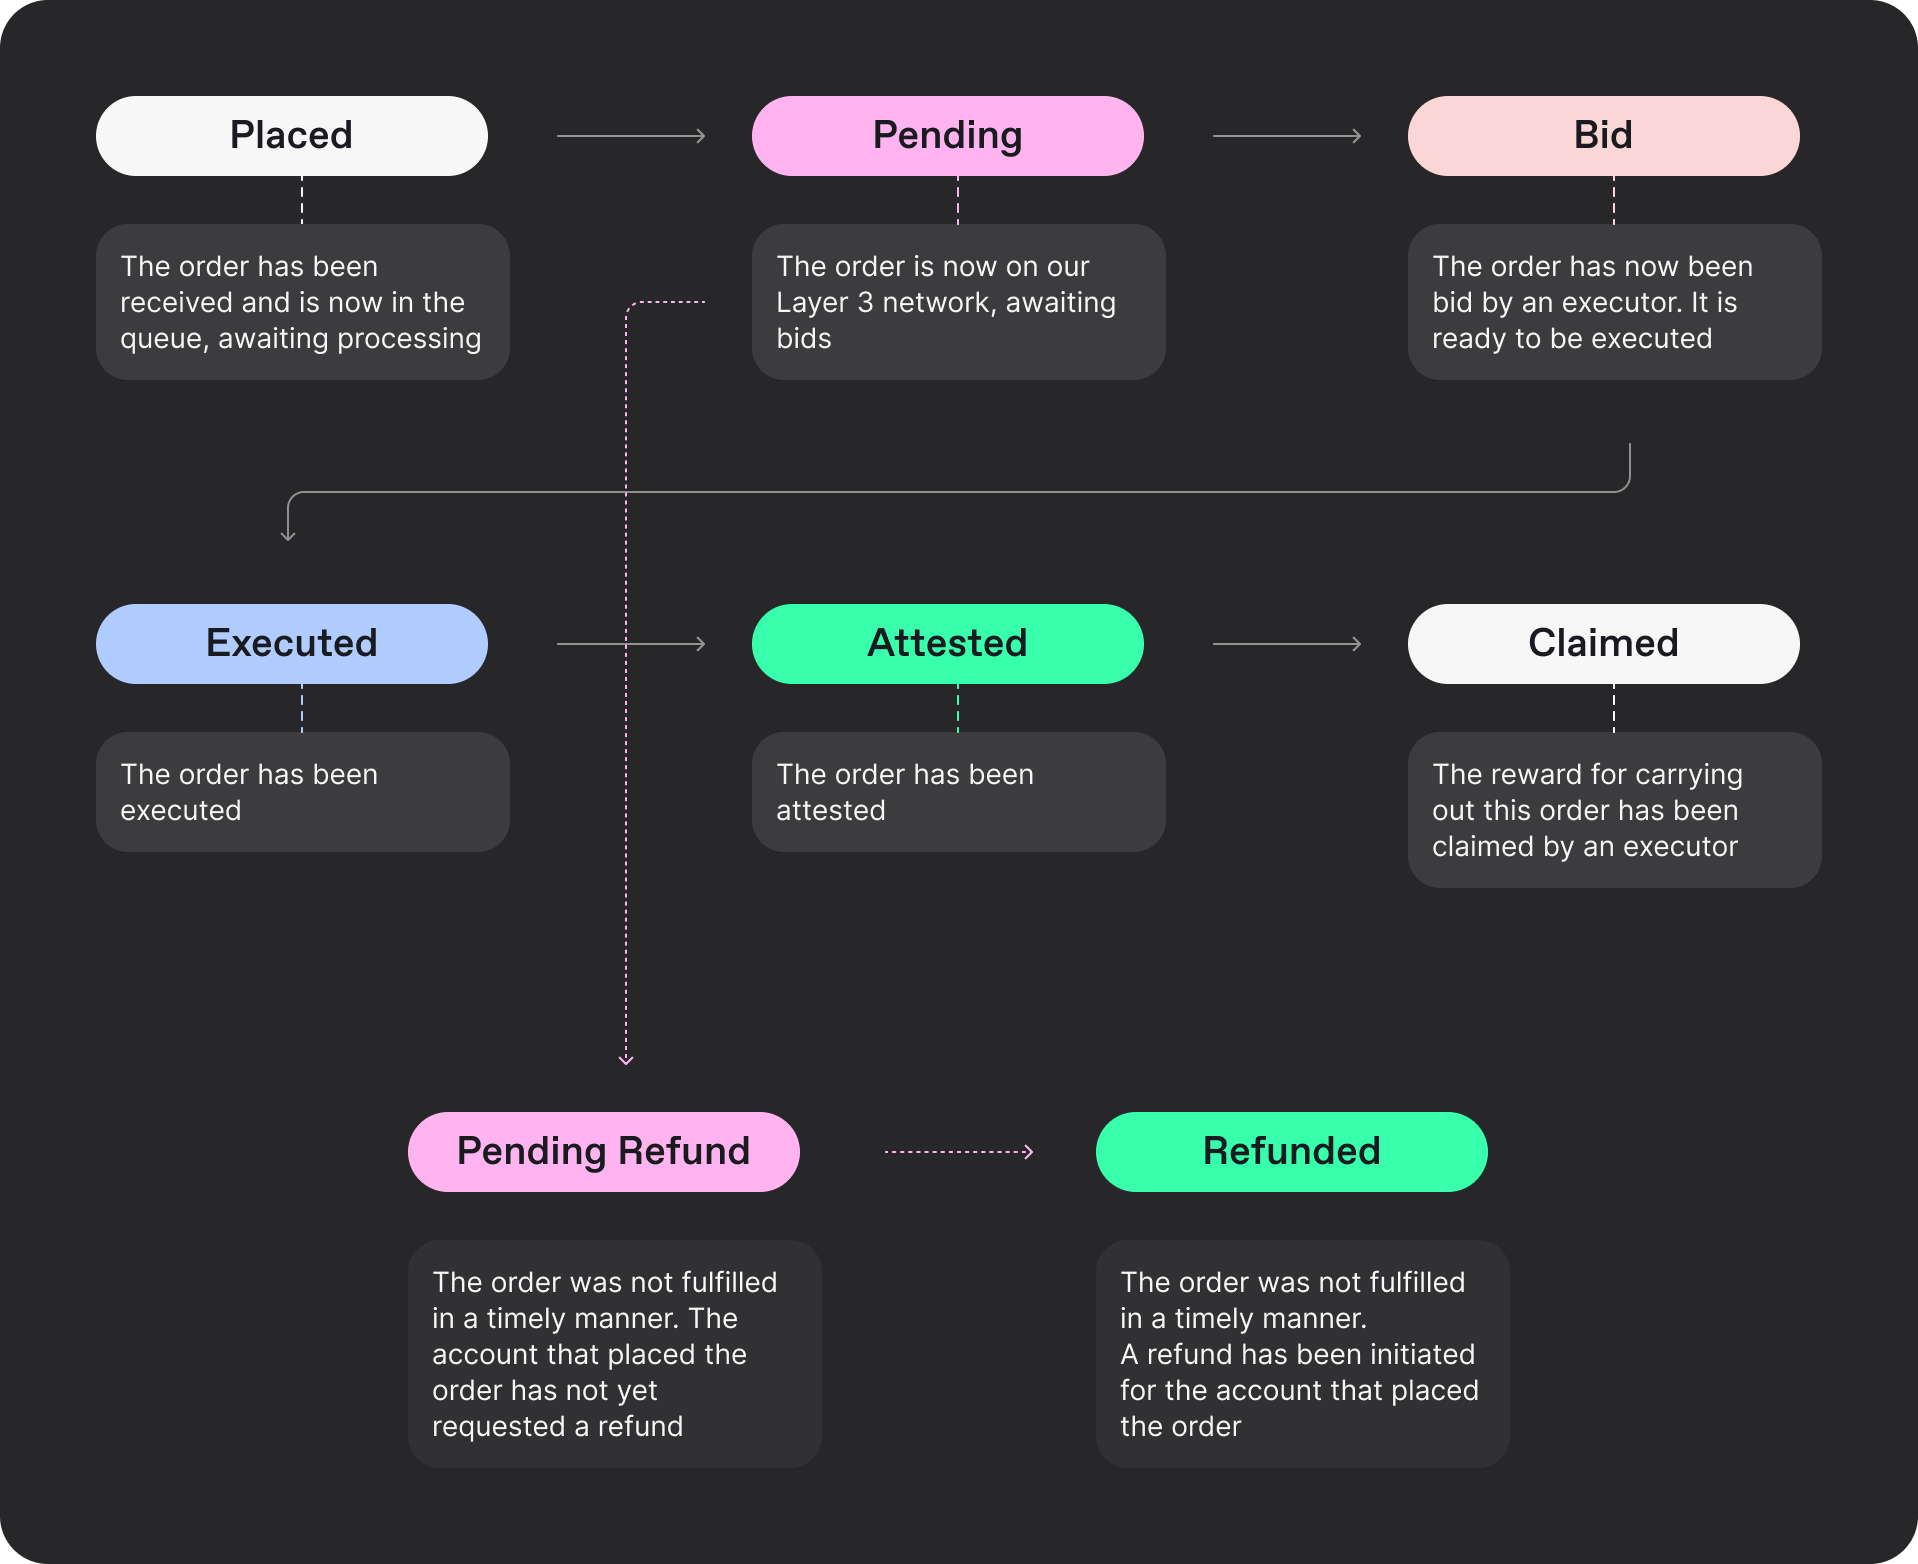 Placed
The order has been
received and is now in the
queue, awaiting processing
Pending
The order is now on our
Layer 3 network, awaiting
bids
Bid
The order has now been
bid by an executor. It is
ready to be executed
Executed
The order has been
executed
Attested
The order has been
attested
Claimed
The reward for carrying
out this order has been
claimed by an executor
Pending Refund
The order was not fulfilled
in a timely manner. The
account that placed the
order has not yet
requested a refund
Refunded
The order was not fulfilled
in a timely manner.
A refund has been initiated
for the account that placed
the order